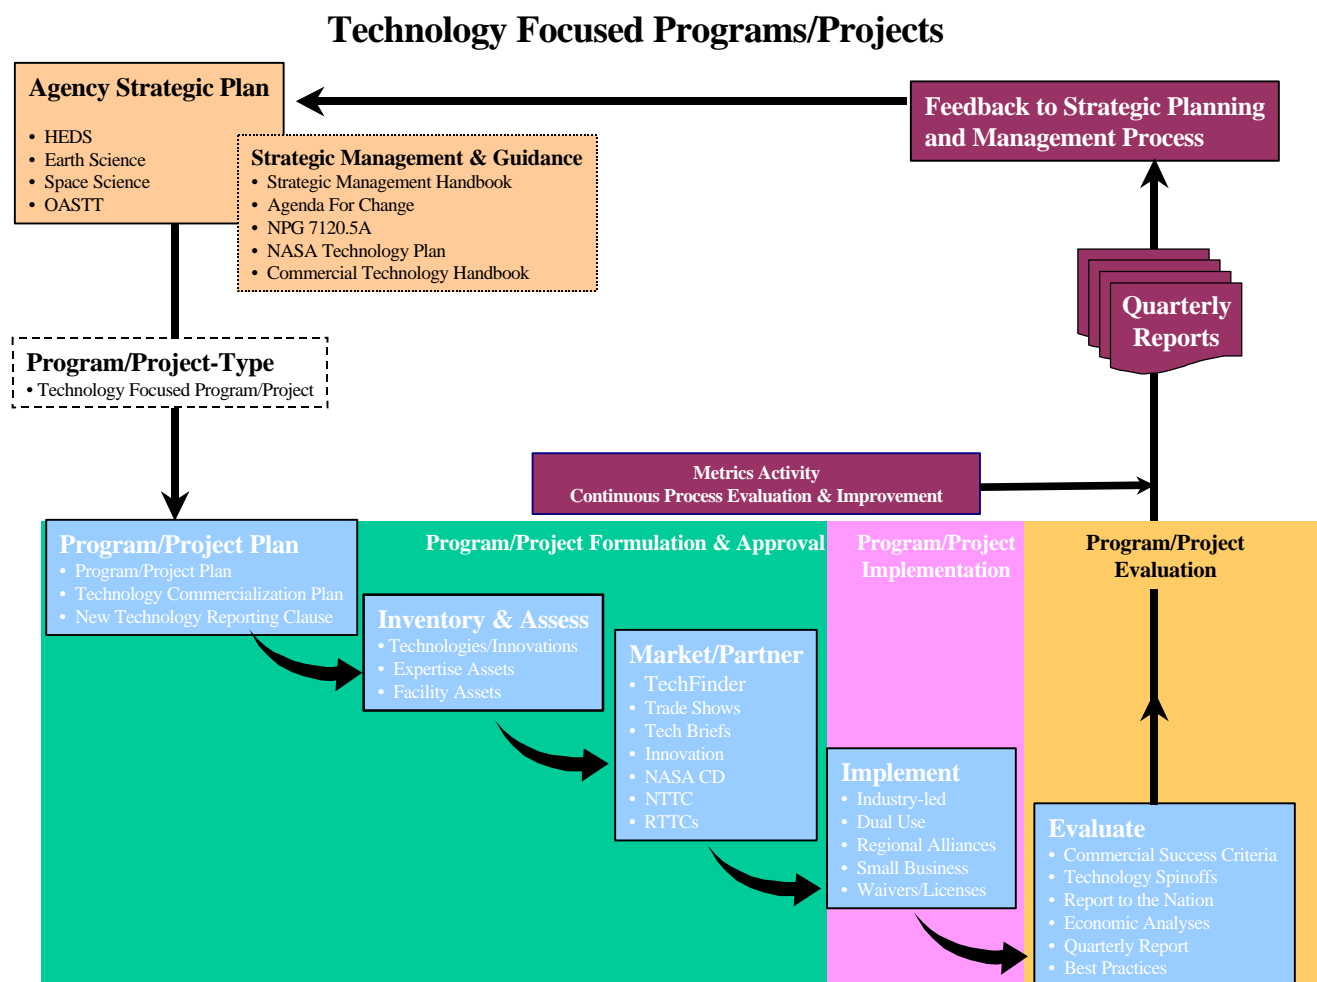 Technology Focused Programs/Projects
Agency Strategic Plan
• HEDS
• Earth Science
• Space Science
• OASTT
Strategic Management & Guidance
• Strategic Management Handbook
• Agenda For Change
• NPG 7120.5A
• NASA Technology Plan
• Commercial Technology Handbook
Feedback to Strategic Planning
and Management Process
Quarterly
Reports
Program/Project-Type
• Technology Focused Program/Project
Metrics Activity
Continuous Process Evaluation & Improvement
Program/Project Plan
• Program/Project Plan
• Technology Commercialization Plan
• New Technology Reporting Clause
Program/Project Formulation & Approval
Program/Project
Implementation
Program/Project
Evaluation
Inventory & Assess
• Technologies/Innovations
• Expertise Assets
• Facility Assets
Market/Partner
• TechFinder
• Trade Shows
• Tech Briefs
• Innovation
• NASA CD
• NTTC
• RTTCs
Implement
• Industry-led
• Dual Use
• Regional Alliances
• Small Business
• Waivers/Licenses
Evaluate
• Commercial Success Criteria
• Technology Spinoffs
• Report to the Nation
• Economic Analyses
• Quarterly Report
• Best Practices